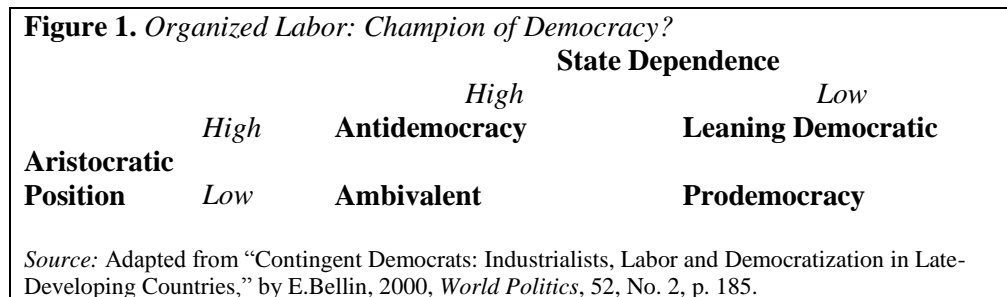 Figure 1. Organized Labor: Champion of Democracy?
State Dependence
High Low
High Antidemocracy Leaning Democratic
Aristocratic
Position Low Ambivalent Prodemocracy
Source: Adapted from “Contingent Democrats: Industrialists, Labor and Democratization in Late-
Developing Countries,” by E.Bellin, 2000, World Politics, 52, No. 2, p. 185.